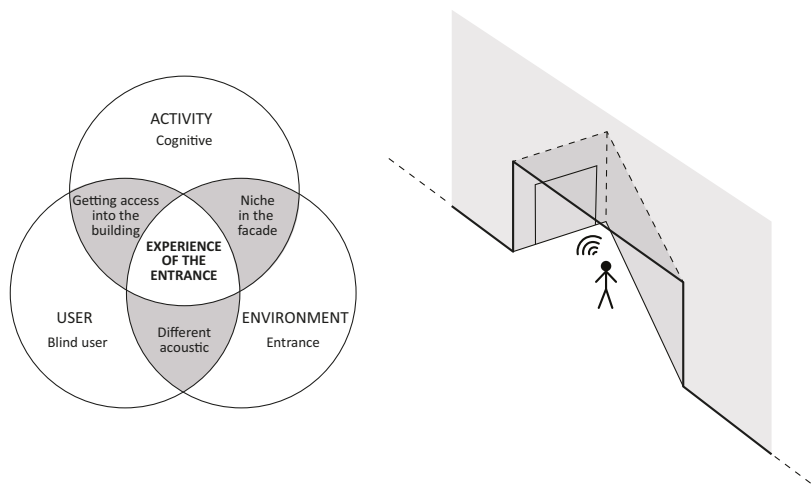 ACTIVITY
Cognitive
Getting access
into the
building
Niche
in the
facade
EXPERIENCE
OF THE
ENTRANCE
USER
Blind user
Different
acoustic
ENVIRONMENT
Entrance